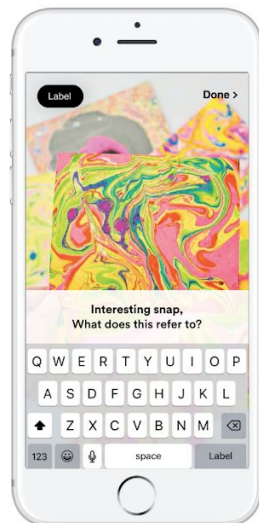 Label
Done >
Interesting snap,
What does this refer to?
Q W E R T Y U I O P
A S D F G H J K L
Z X C V B N M
123 space Label